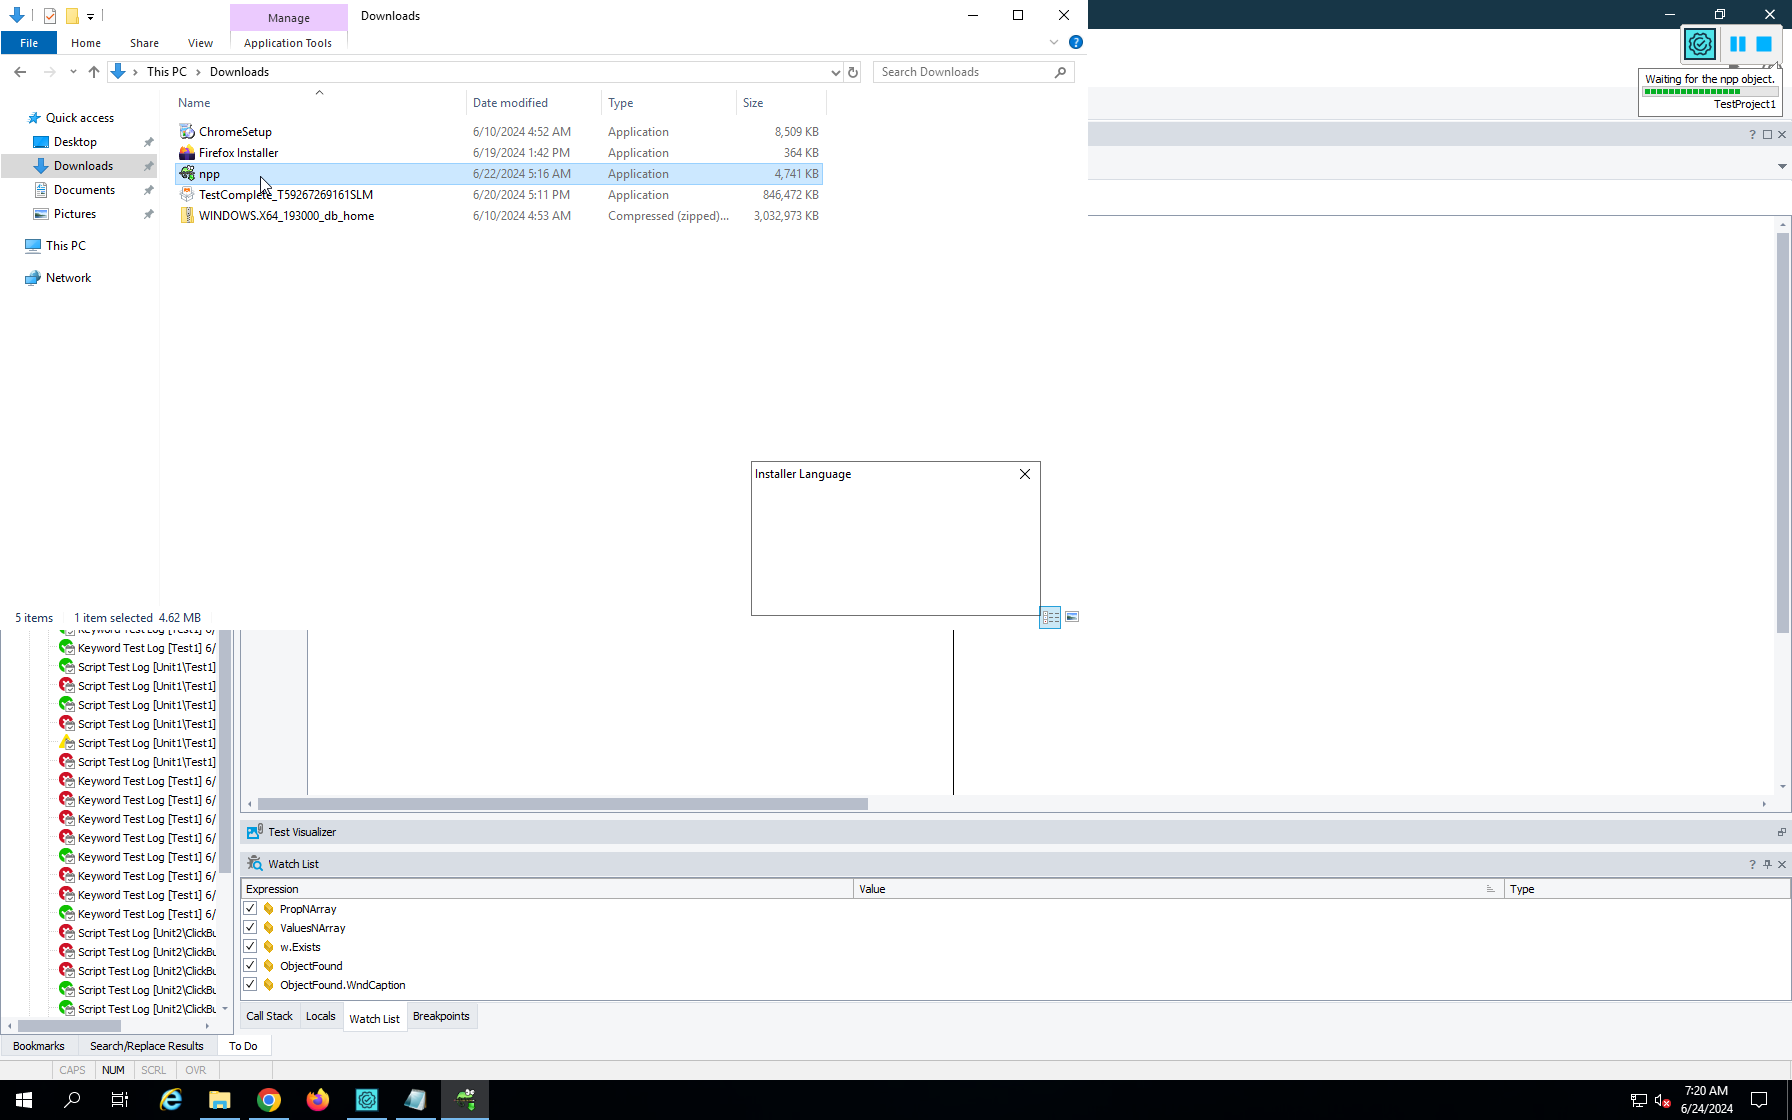 Manage
Downloads
File
Home
Share
View
Application Tools
This PC
Downloads
Search Downloads
Waiting for the npp object.
TestProject1
Name
Date modified
Type
Size
Quick access
Desktop
Downloads
Documents
Pictures
This PC
Network
ChromeSetup 6/10/2024 4:52 AM Application 8,509 KB
Firefox Installer 6/19/2024 1:42 PM Application 364 KB
npp 6/22/2024 5:16 AM Application 4,741 KB
TestComplete_T59267269161SLM 6/20/2024 5:11 PM Application 846,472 KB
WINDOWS.X64_193000_db_home 6/10/2024 4:53 AM Compressed (zipped)... 3,032,973 KB
Installer Language
5 items 1 item selected 4.62 MB
Keyword Test Log [Test1] 6/
Keyword Test Log [Test1] 6/
Script Test Log [Unit1\Test1]
Script Test Log [Unit1\Test1]
Script Test Log [Unit1\Test1]
Script Test Log [Unit1\Test1]
Script Test Log [Unit1\Test1]
Script Test Log [Unit1\Test1]
Keyword Test Log [Test1] 6/
Keyword Test Log [Test1] 6/
Keyword Test Log [Test1] 6/
Keyword Test Log [Test1] 6/
Keyword Test Log [Test1] 6/
Keyword Test Log [Test1] 6/
Keyword Test Log [Test1] 6/
Keyword Test Log [Test1] 6/
Script Test Log [Unit2\ClickBu
Script Test Log [Unit2\ClickBu
Script Test Log [Unit2\ClickBu
Script Test Log [Unit2\ClickBu
Script Test Log [Unit2\ClickBu
Test Visualizer
Watch List
Expression
Value
Type
PropNArray
ValuesNArray
w.Exists
ObjectFound
ObjectFound.WndCaption
Call Stack
Locals
Watch List
Breakpoints
Bookmarks
Search/Replace Results
To Do
CAPS
NUM
SCRL
OVR
7:20 AM
6/24/2024